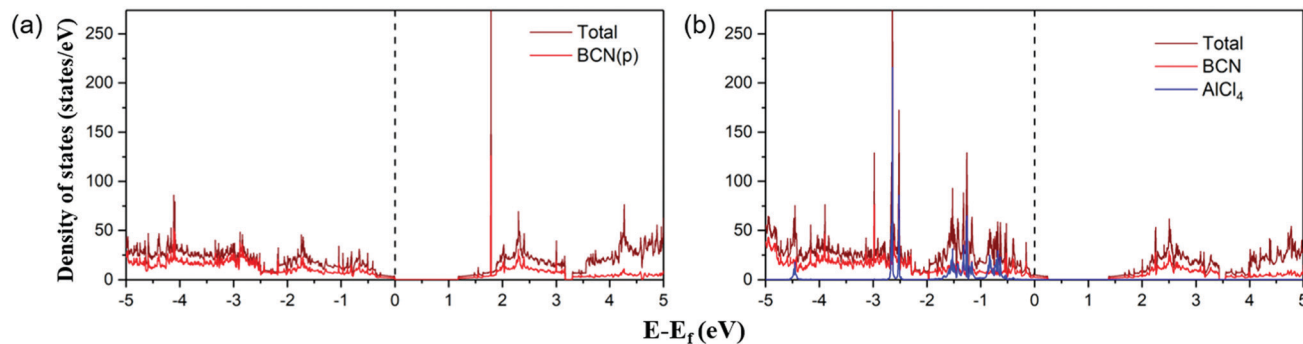 (a)
Density of states (states/eV)
250
200
150
100
50
0
Total
BCN(p)
-5 -4 -3 -2 -1 0 1 2 3 4 5
(b)
250
200
150
100
50
0
Total
BCN
AlCl₄
-5 -4 -3 -2 -1 0 1 2 3 4 5
E-E_f (eV)